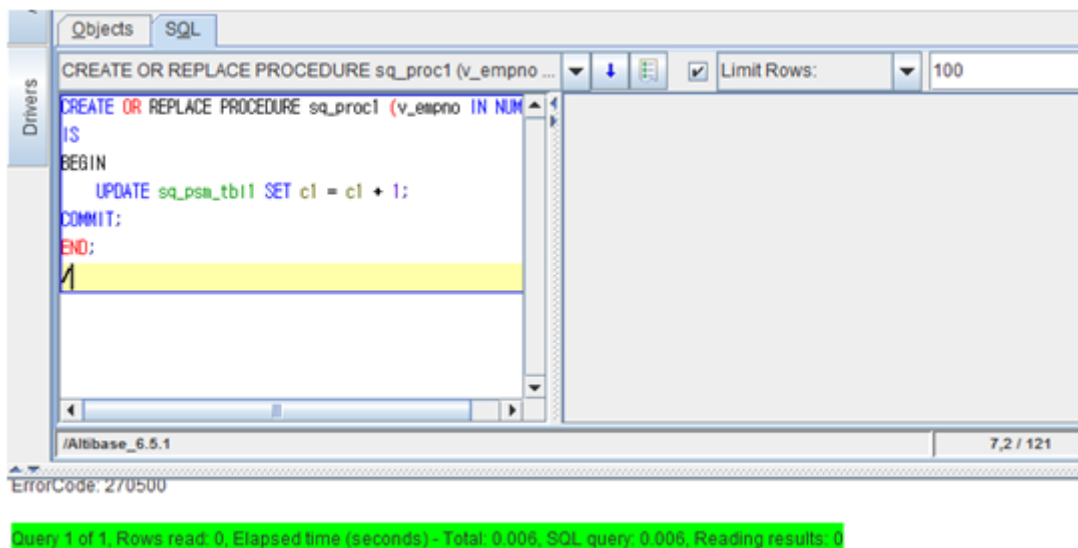 Objects SQL
Drivers
CREATE OR REPLACE PROCEDURE sq_proc1 (v_empno ... Limit Rows: 100
CREATE OR REPLACE PROCEDURE sq_proc1 (v_empno IN NUM
IS
BEGIN
UPDATE sq_psm_tbl1 SET c1 = c1 + 1;
COMMIT;
END;
/
/Altibase_6.5.1 7,2 / 121
ErrorCode: 270500
Query 1 of 1, Rows read: 0, Elapsed time (seconds) - Total: 0.006, SQL query: 0.006, Reading results: 0